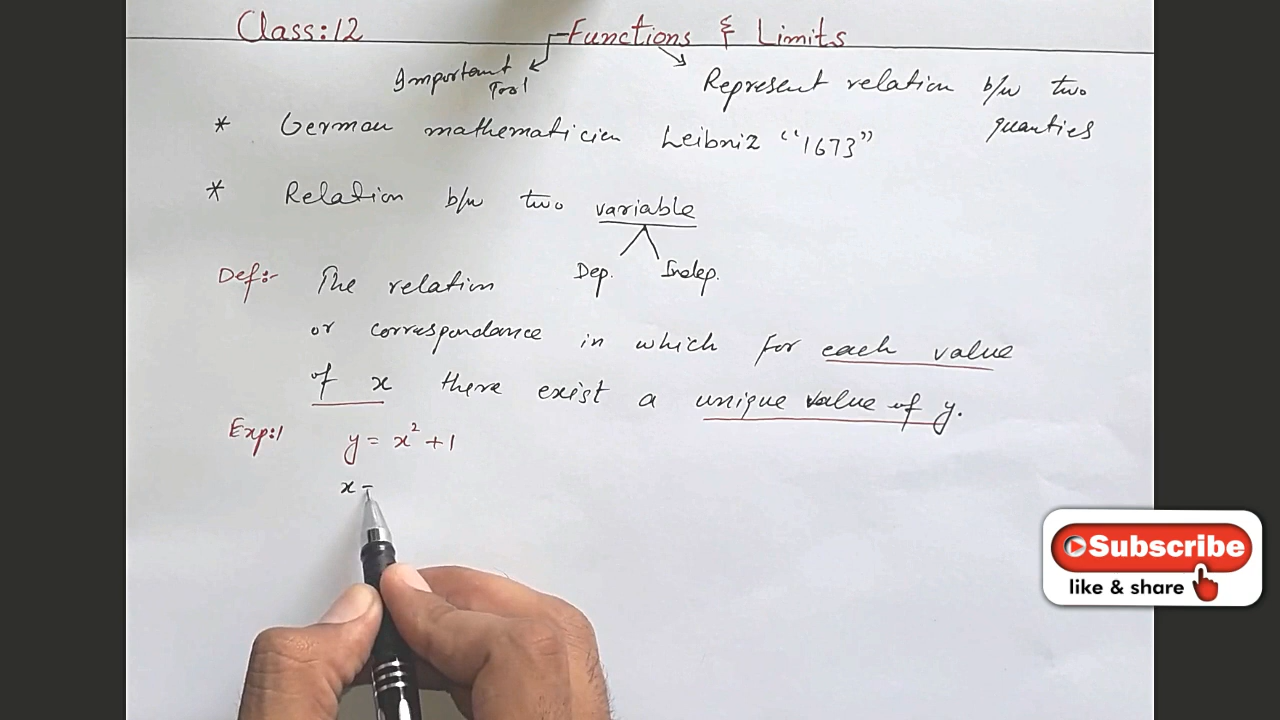 Class:12 Functions & Limits
Important Tool
Represent relation b/w two quanties
* German mathematicien Leibniz "1673"
* Relation b/w two variable
Dep. Indep.
Def:- The relation
or correspondance in which for each value
of x there exist a unique value of y.
Exp:1 y = x² + 1
x =
Subscribe
like & share